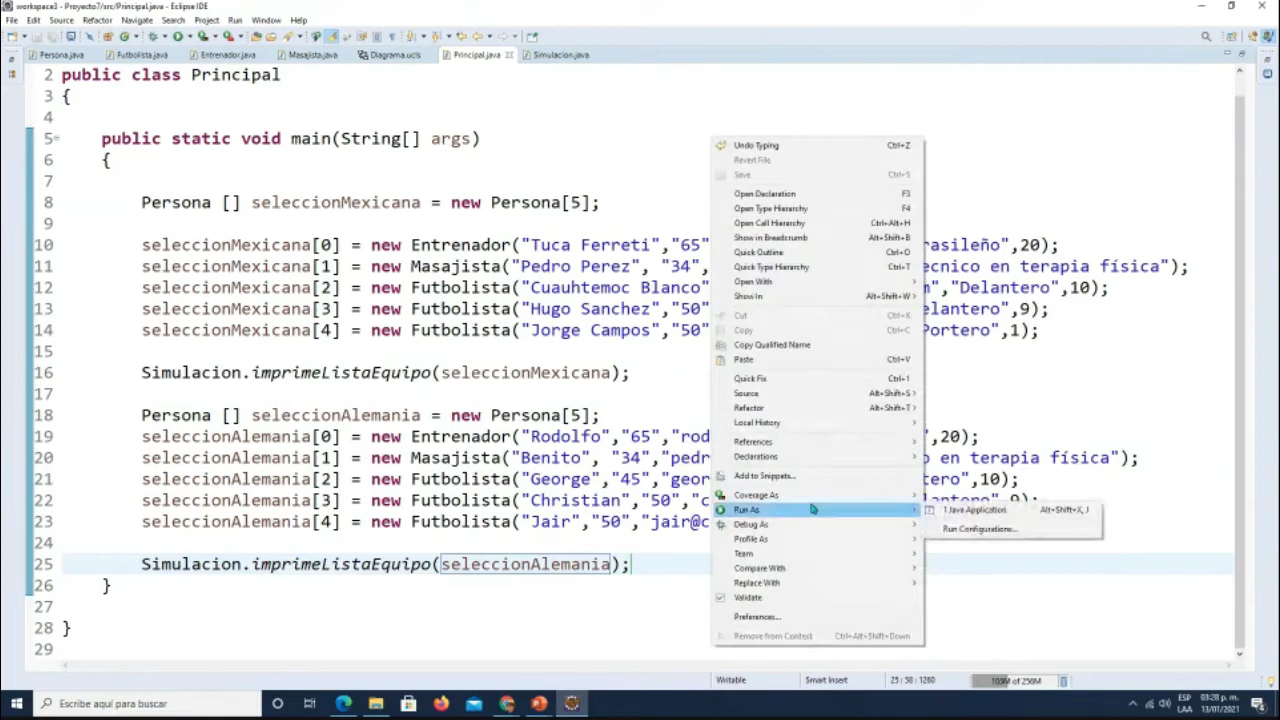 workspace3 - Proyecto7/src/Principal.java - Eclipse IDE
File Edit Source Refactor Navigate Search Project Run Window Help
Persona.java Futbolista.java Entrenador.java Masajista.java Diagrama.ucls Principal.java Simulacion.java
2 public class Principal
3 {
4
5 public static void main(String[] args)
6 {
7
8 Persona [] seleccionMexicana = new Persona[5];
10 seleccionMexicana[0] = new Entrenador("Tuca Ferreti","65" rasileño",20);
11 seleccionMexicana[1] = new Masajista("Pedro Perez", "34", ecnico en terapia física");
12 seleccionMexicana[2] = new Futbolista("Cuauhtemoc Blanco" ","Delantero",10);
13 seleccionMexicana[3] = new Futbolista("Hugo Sanchez","50" lantero",9);
14 seleccionMexicana[4] = new Futbolista("Jorge Campos","50" Portero",1);
15
16 Simulacion.imprimeListaEquipo(seleccionMexicana);
17
18 Persona [] seleccionAlemania = new Persona[5];
19 seleccionAlemania[0] = new Entrenador("Rodolfo","65","rod ",20);
20 seleccionAlemania[1] = new Masajista("Benito", "34","pedr o en terapia física");
21 seleccionAlemania[2] = new Futbolista("George","45","geor tero",10);
22 seleccionAlemania[3] = new Futbolista("Christian","50","c
23 seleccionAlemania[4] = new Futbolista("Jair","50","jair@c
24
25 Simulacion.imprimeListaEquipo(seleccionAlemania);
26 }
27
28 }
29
Undo Typing Ctrl+Z
Revert File
Save Ctrl+S
Open Declaration F3
Open Type Hierarchy F4
Open Call Hierarchy Ctrl+Alt+H
Show in Breadcrumb Alt+Shift+B
Quick Outline Ctrl+O
Quick Type Hierarchy Ctrl+T
Open With
Show In Alt+Shift+W
Cut Ctrl+X
Copy Ctrl+C
Copy Qualified Name
Paste Ctrl+V
Quick Fix Ctrl+1
Source Alt+Shift+S
Refactor Alt+Shift+T
Local History
References
Declarations
Add to Snippets...
Coverage As
Run As
Debug As
Profile As
Team
Compare With
Replace With
Validate
Preferences...
Remove from Context Ctrl+Alt+Shift+Down
1 Java Application Alt+Shift+X, J
Run Configurations...
Writable Smart Insert 25 : 58 : 1260 of 256M
Escribe aquí para buscar
ESP 03:28 p. m.
LAA 13/01/2021